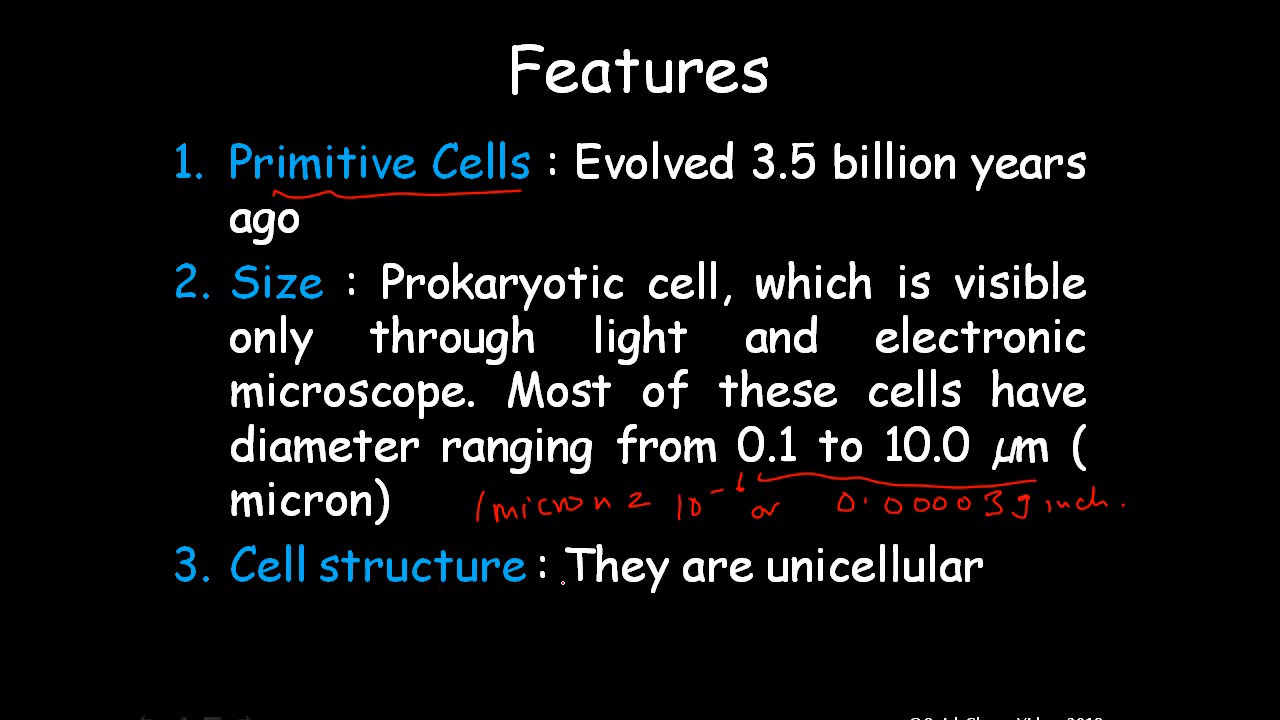 Features
1. Primitive Cells : Evolved 3.5 billion years
ago
2. Size : Prokaryotic cell, which is visible
only through light and electronic
microscope. Most of these cells have
diameter ranging from 0.1 to 10.0 µm (
micron)
1 micron = 10⁻⁶ or 0.000039 inch.
3. Cell structure : They are unicellular